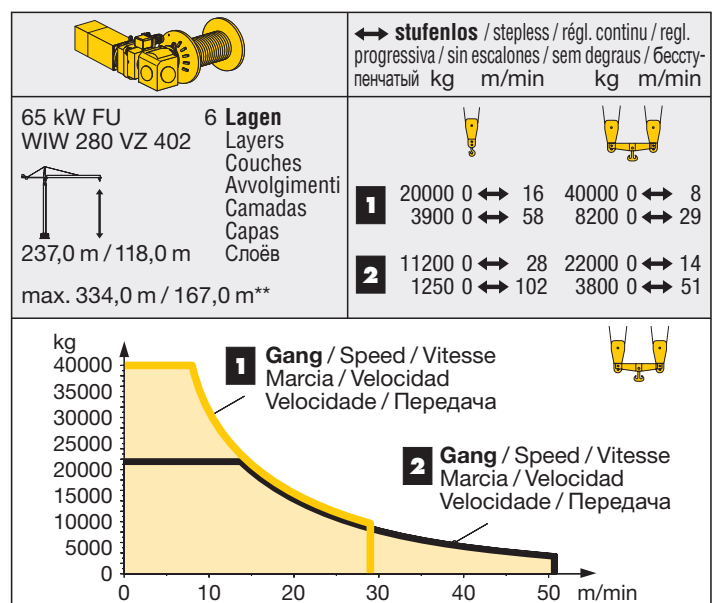 ↔ stufenlos / stepless / régl. continu / regl.
progressiva / sin escalones / sem degraus / бессту-
пенчатый kg m/min kg m/min
65 kW FU
WIW 280 VZ 402
237,0 m / 118,0 m
max. 334,0 m / 167,0 m**
6 Lagen
Layers
Couches
Avvolgimenti
Camadas
Capas
Слоёв
1 20000 0 ↔ 16 40000 0 ↔ 8
3900 0 ↔ 58 8200 0 ↔ 29
2 11200 0 ↔ 28 22000 0 ↔ 14
1250 0 ↔ 102 3800 0 ↔ 51
kg
40000
35000
30000
25000
20000
15000
10000
5000
0
1 Gang / Speed / Vitesse
Marcia / Velocidad
Velocidade / Передача
2 Gang / Speed / Vitesse
Marcia / Velocidad
Velocidade / Передача
0 10 20 30 40 50 m/min